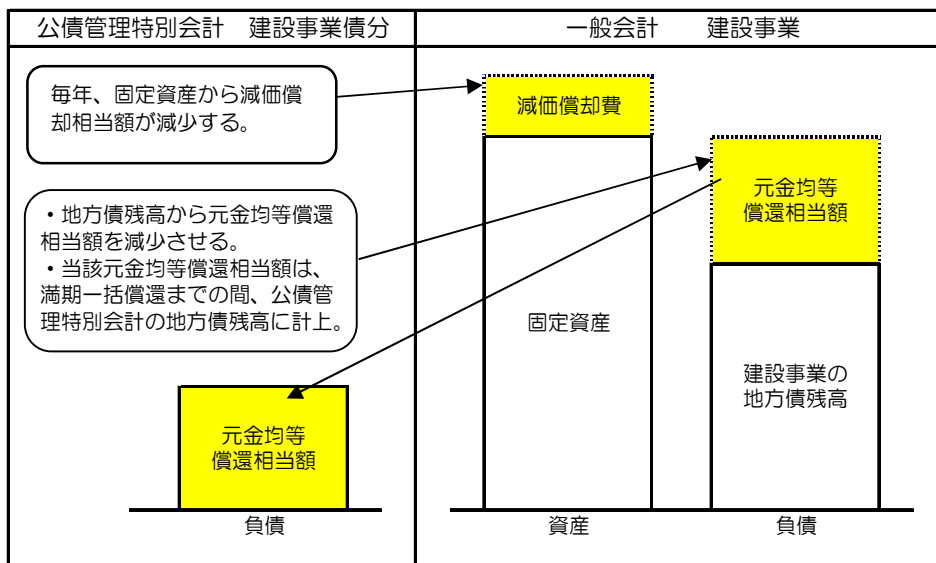 公債管理特別会計　建設事業債分
一般会計　　建設事業
毎年、固定資産から減価償
却相当額が減少する。
・地方債残高から元金均等償還
相当額を減少させる。
・当該元金均等償還相当額は、
満期一括償還までの間、公債管
理特別会計の地方債残高に計上。
元金均等
償還相当額
負債
減価償却費
固定資産
資産
元金均等
償還相当額
建設事業の
地方債残高
負債